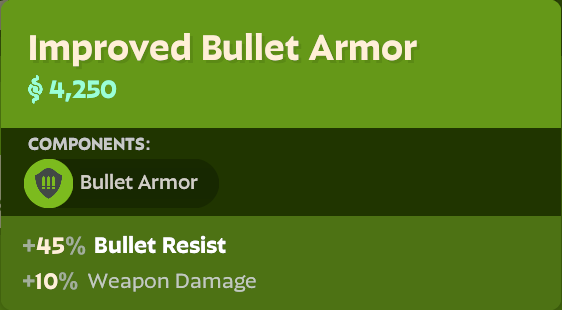 Improved Bullet Armor
4,250
COMPONENTS:
Bullet Armor
+45% Bullet Resist
+10% Weapon Damage